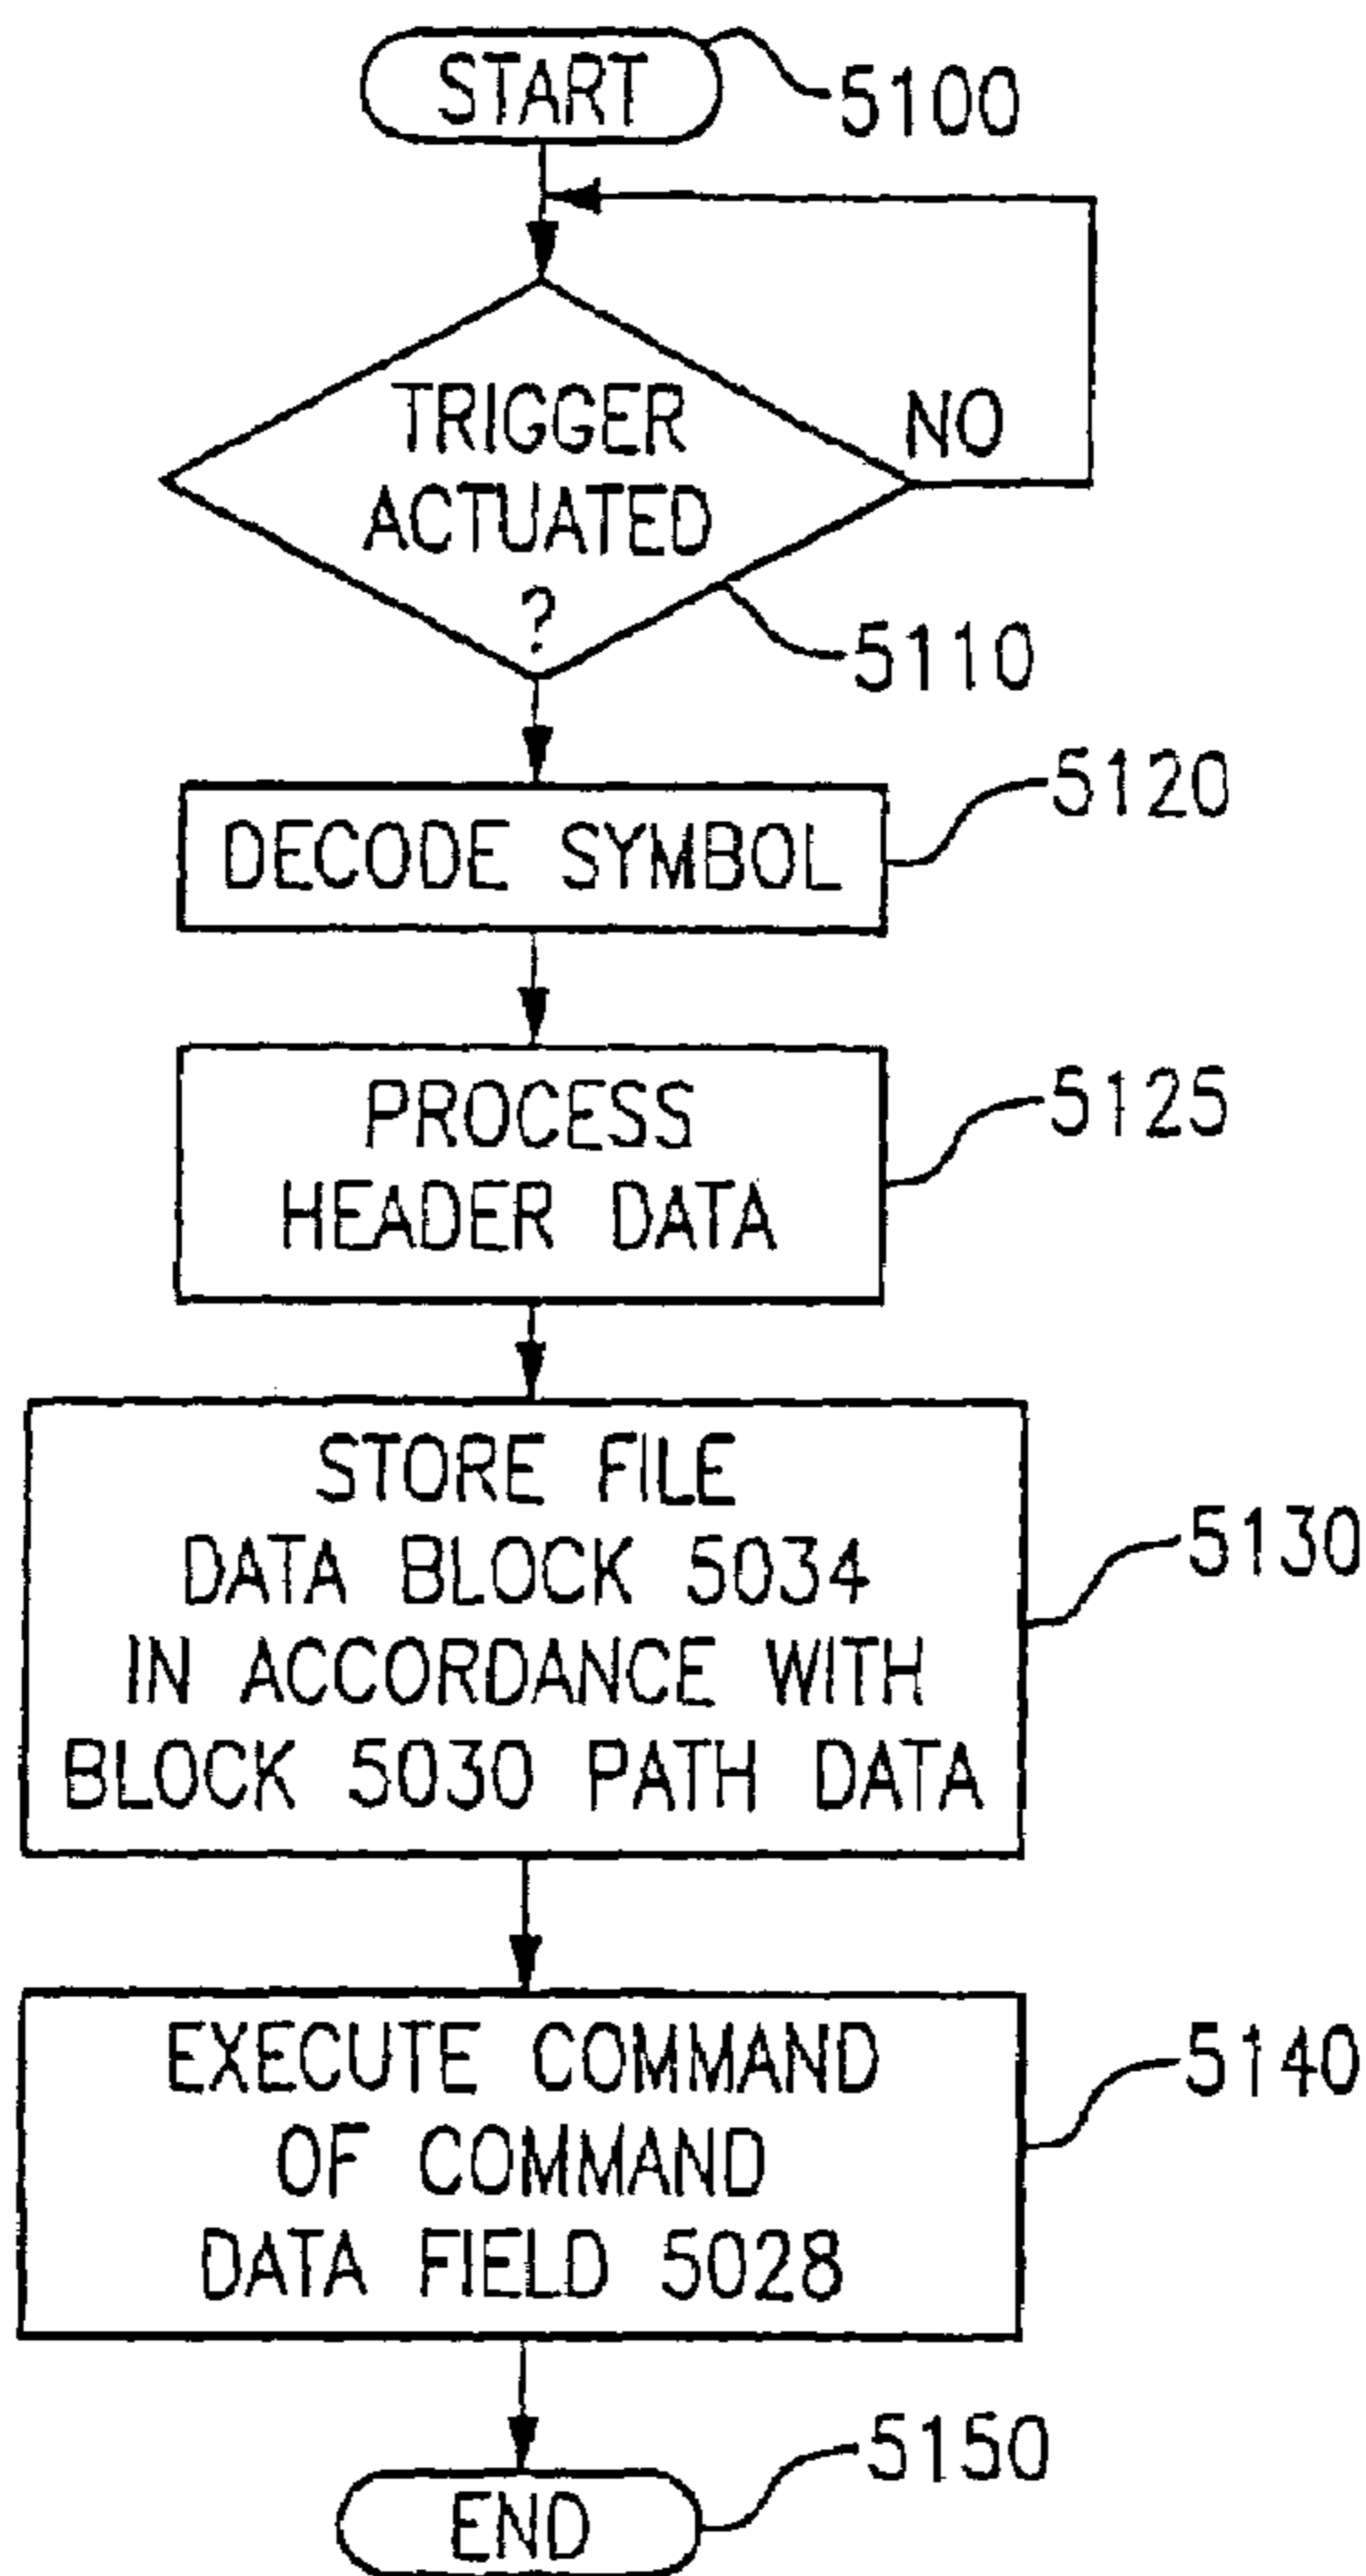 START
5100
TRIGGER
ACTUATED
?
NO
5110
DECODE SYMBOL
5120
PROCESS
HEADER DATA
5125
STORE FILE
DATA BLOCK 5034
IN ACCORDANCE WITH
BLOCK 5030 PATH DATA
5130
EXECUTE COMMAND
OF COMMAND
DATA FIELD 5028
5140
END
5150